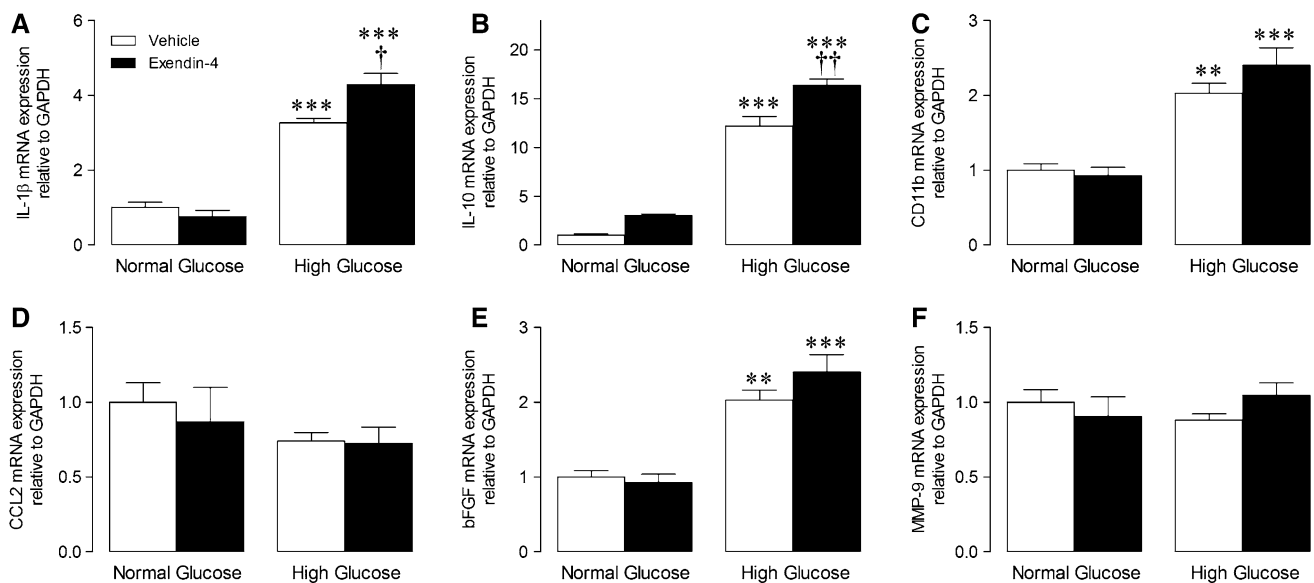 A
IL-1β mRNA expression
relative to GAPDH
6
4
2
0
Vehicle
Exendin-4
***
***
†
Normal Glucose
High Glucose
B
IL-10 mRNA expression
relative to GAPDH
20
15
10
5
0
***
***
††
Normal Glucose
High Glucose
C
CD11b mRNA expression
relative to GAPDH
3
2
1
0
**
***
Normal Glucose
High Glucose
D
CCL2 mRNA expression
relative to GAPDH
1.5
1.0
0.5
0.0
Normal Glucose
High Glucose
E
bFGF mRNA expression
relative to GAPDH
3
2
1
0
**
***
Normal Glucose
High Glucose
F
MMP-9 mRNA expression
relative to GAPDH
1.5
1.0
0.5
0.0
Normal Glucose
High Glucose